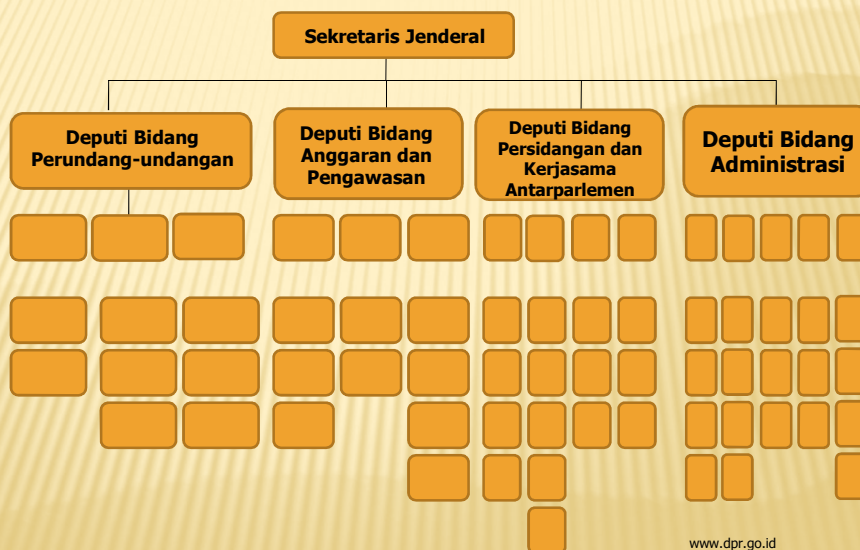 Sekretaris Jenderal
Deputi Bidang
Perundang-undangan
Deputi Bidang
Anggaran dan
Pengawasan
Deputi Bidang
Persidangan dan
Kerjasama
Antarparlemen
Deputi Bidang
Administrasi
www.dpr.go.id